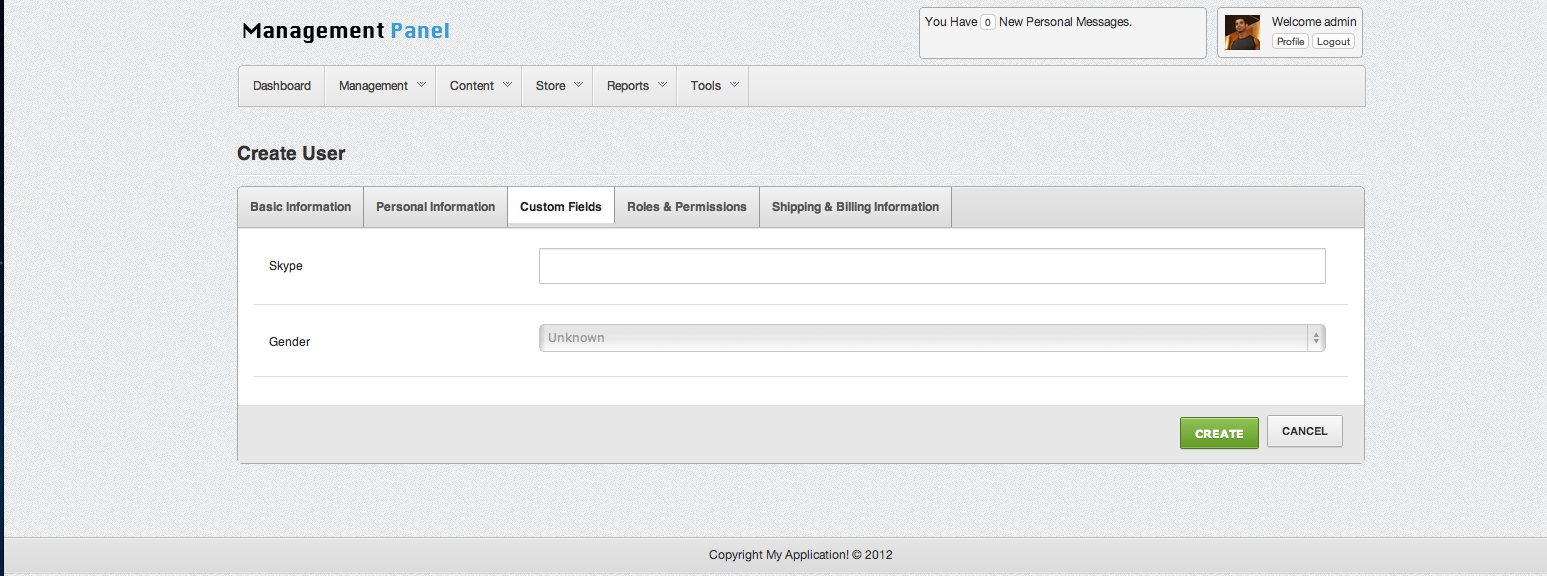 Management Panel
You Have 0 New Personal Messages.
Welcome admin
Profile Logout
Dashboard Management Content Store Reports Tools
Create User
Basic Information Personal Information Custom Fields Roles & Permissions Shipping & Billing Information
Skype
Gender Unknown
CREATE CANCEL
Copyright My Application! © 2012